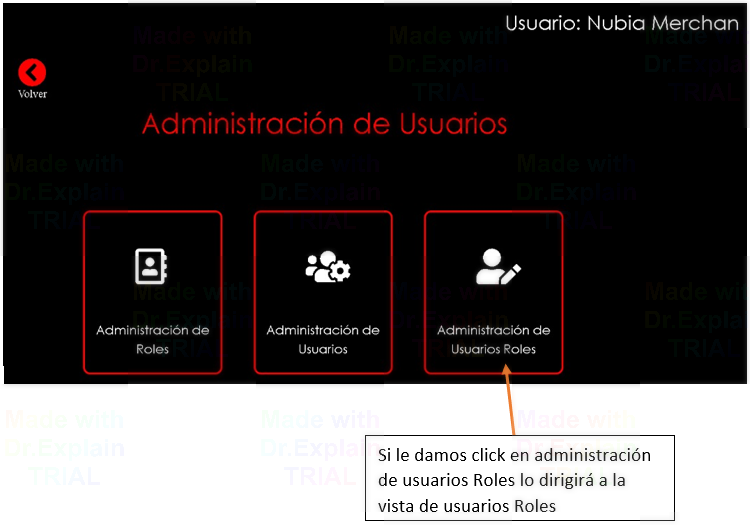 Usuario: Nubia Merchan
Volver
Administración de Usuarios
Administración de
Roles
Administración de
Usuarios
Administración de
Usuarios Roles
Si le damos click en administración
de usuarios Roles lo dirigirá a la
vista de usuarios Roles
Made with
Dr.Explain
TRIAL